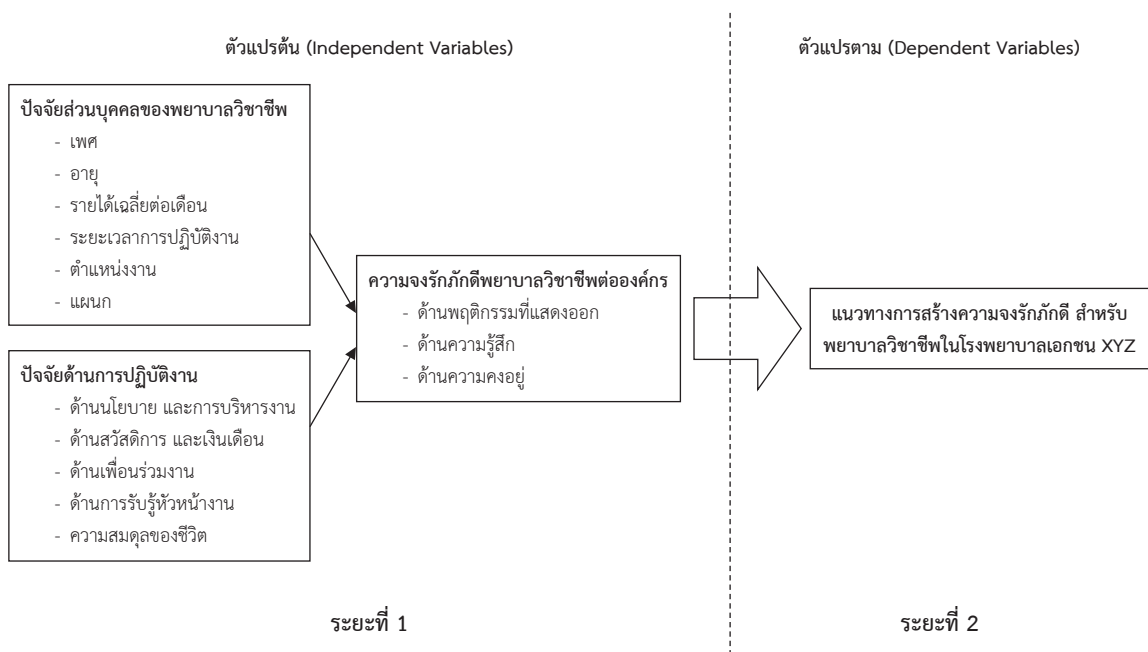 ตัวแปรต้น (Independent Variables)
ตัวแปรตาม (Dependent Variables)
ปัจจัยส่วนบุคคลของพยาบาลวิชาชีพ
- เพศ
- อายุ
- รายได้เฉลี่ยต่อเดือน
- ระยะเวลาการปฏิบัติงาน
- ตำแหน่งงาน
- แผนก
ปัจจัยด้านการปฏิบัติงาน
- ด้านนโยบาย และการบริหารงาน
- ด้านสวัสดิการ และเงินเดือน
- ด้านเพื่อนร่วมงาน
- ด้านการรับรู้หัวหน้างาน
- ความสมดุลของชีวิต
ความจงรักภักดีพยาบาลวิชาชีพต่อองค์กร
- ด้านพฤติกรรมที่แสดงออก
- ด้านความรู้สึก
- ด้านความคงอยู่
แนวทางการสร้างความจงรักภักดี สำหรับ
พยาบาลวิชาชีพในโรงพยาบาลเอกชน XYZ
ระยะที่ 1
ระยะที่ 2